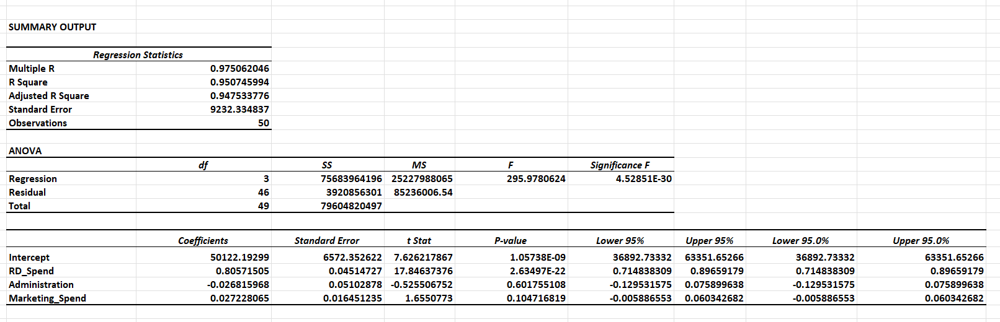 SUMMARY OUTPUT
Regression Statistics
Multiple R 0.975062046
R Square 0.950745994
Adjusted R Square 0.947533776
Standard Error 9232.334837
Observations 50
ANOVA
df SS MS F Significance F
Regression 3 75683964196 25227988065 295.9780624 4.52851E-30
Residual 46 3920856301 85236006.54
Total 49 79604820497
Coefficients Standard Error t Stat P-value Lower 95% Upper 95% Lower 95.0% Upper 95.0%
Intercept 50122.19299 6572.352622 7.626217867 1.05738E-09 36892.73332 63351.65266 36892.73332 63351.65266
RD_Spend 0.80571505 0.04514727 17.84637376 2.63497E-22 0.714838309 0.89659179 0.714838309 0.89659179
Administration -0.026815968 0.05102878 -0.525506752 0.601755108 -0.129531575 0.075899638 -0.129531575 0.075899638
Marketing_Spend 0.027228065 0.016451235 1.6550773 0.104716819 -0.005886553 0.060342682 -0.005886553 0.060342682